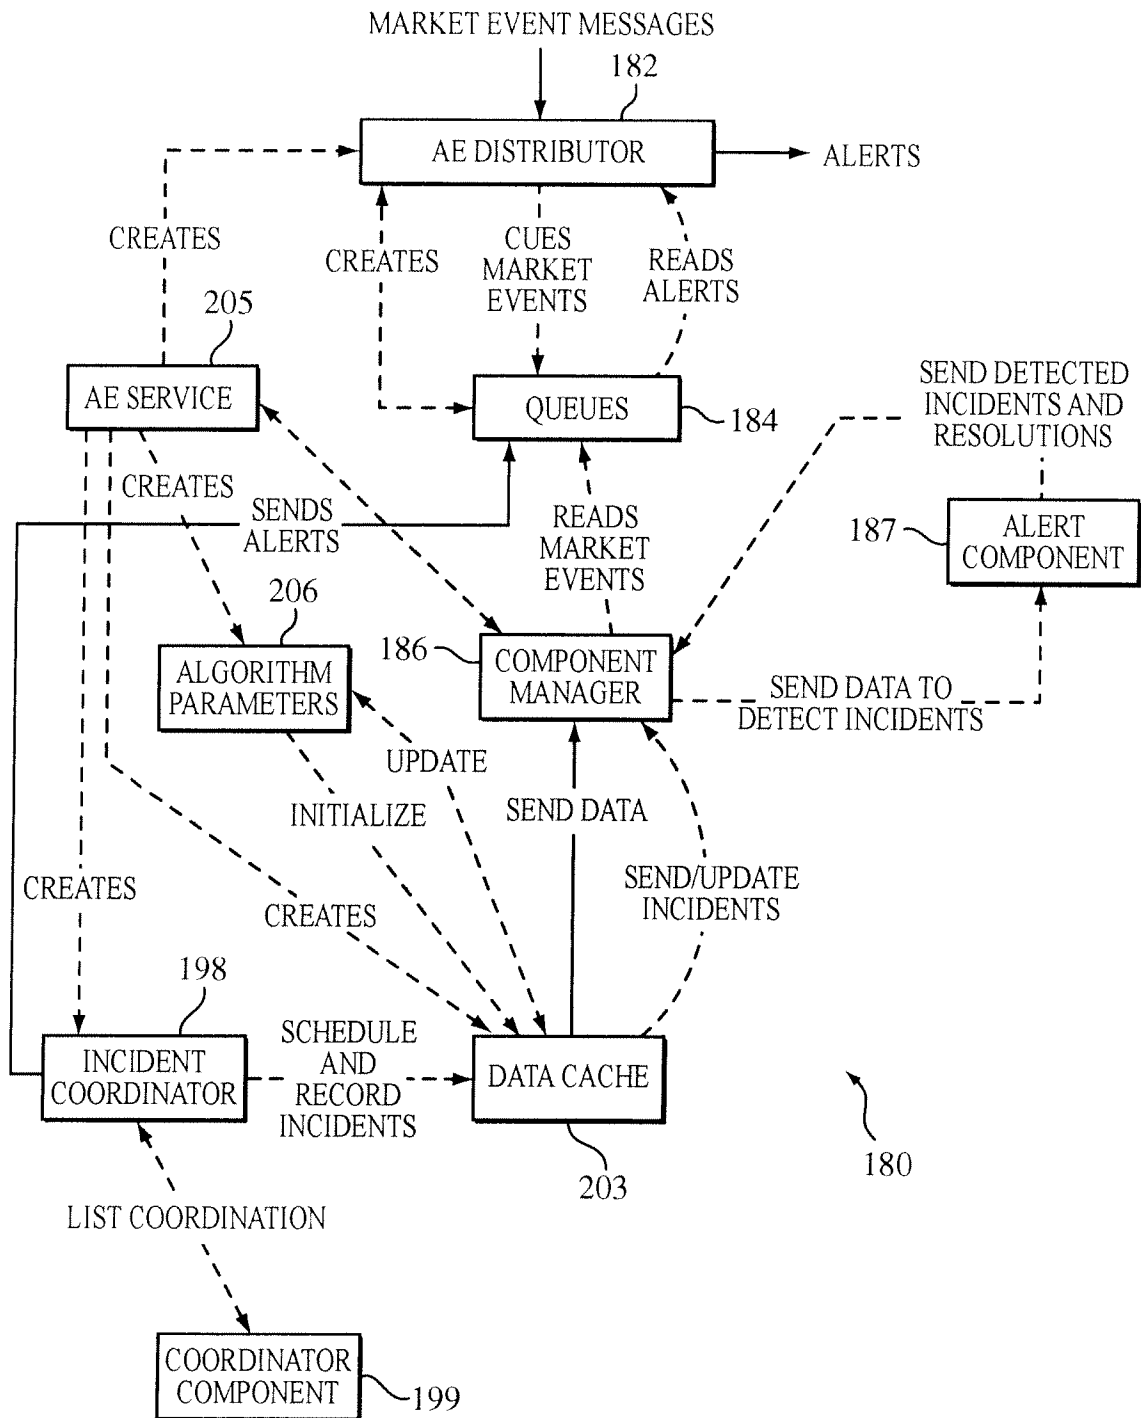 MARKET EVENT MESSAGES
182
AE DISTRIBUTOR
ALERTS
CREATES
CREATES
CUES
MARKET
EVENTS
READS
ALERTS
205
AE SERVICE
QUEUES
184
SEND DETECTED
INCIDENTS AND
RESOLUTIONS
CREATES
SENDS
ALERTS
READS
MARKET
EVENTS
187
ALERT
COMPONENT
206
ALGORITHM
PARAMETERS
186
COMPONENT
MANAGER
SEND DATA TO
DETECT INCIDENTS
UPDATE
INITIALIZE
SEND DATA
SEND/UPDATE
INCIDENTS
CREATES
CREATES
198
INCIDENT
COORDINATOR
SCHEDULE
AND
RECORD
INCIDENTS
DATA CACHE
203
180
LIST COORDINATION
COORDINATOR
COMPONENT
199